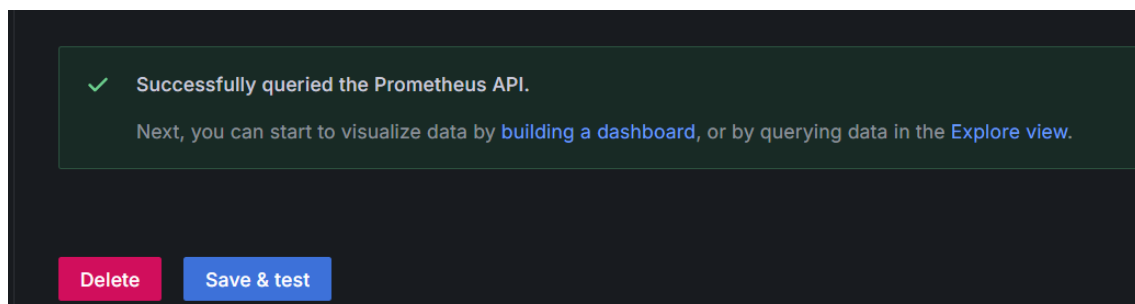 Successfully queried the Prometheus API.
Next, you can start to visualize data by building a dashboard, or by querying data in the Explore view.
Delete
Save & test